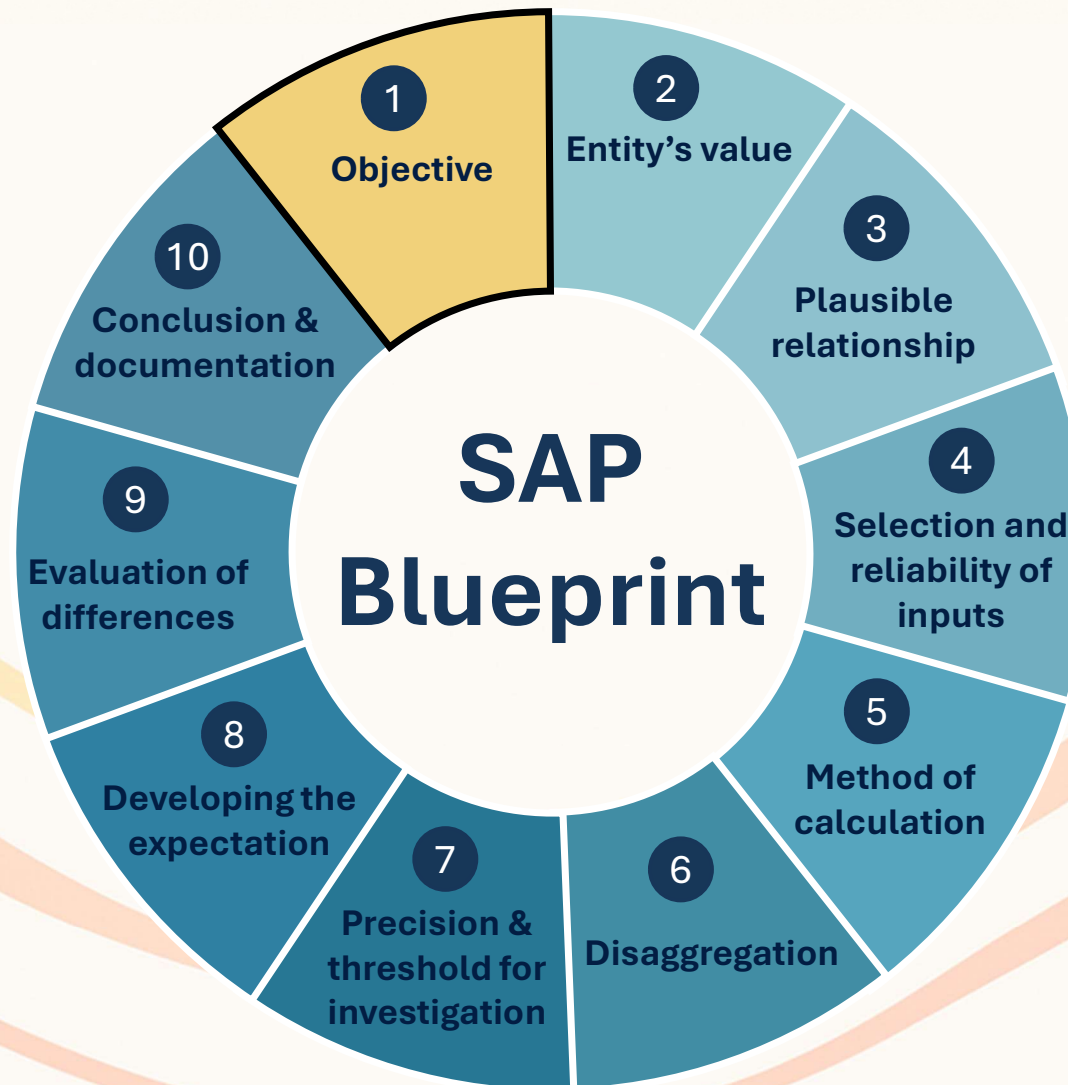 1
Objective
2
Entity’s value
3
Plausible
relationship
4
Selection and
reliability of
inputs
5
Method of
calculation
6
Disaggregation
7
Precision &
threshold for
investigation
8
Developing the
expectation
9
Evaluation of
differences
10
Conclusion &
documentation
SAP
Blueprint